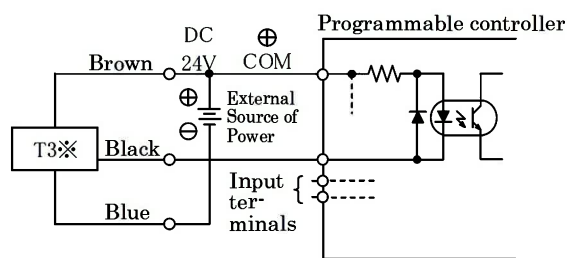 Programmable controller
DC
24V
⊕
COM
Brown
⊕
⊖
External
Source of
Power
T3※
Black
Input
ter-
minals
Blue